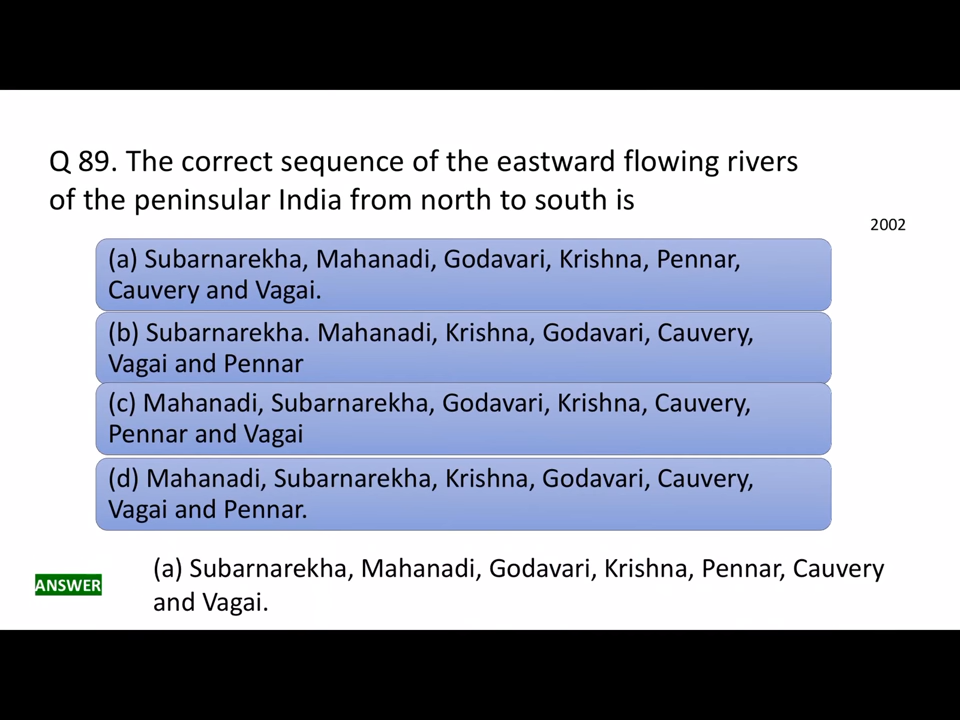 Q 89. The correct sequence of the eastward flowing rivers
of the peninsular India from north to south is
2002
(a) Subarnarekha, Mahanadi, Godavari, Krishna, Pennar,
Cauvery and Vagai.
(b) Subarnarekha. Mahanadi, Krishna, Godavari, Cauvery,
Vagai and Pennar
(c) Mahanadi, Subarnarekha, Godavari, Krishna, Cauvery,
Pennar and Vagai
(d) Mahanadi, Subarnarekha, Krishna, Godavari, Cauvery,
Vagai and Pennar.
ANSWER
(a) Subarnarekha, Mahanadi, Godavari, Krishna, Pennar, Cauvery
and Vagai.